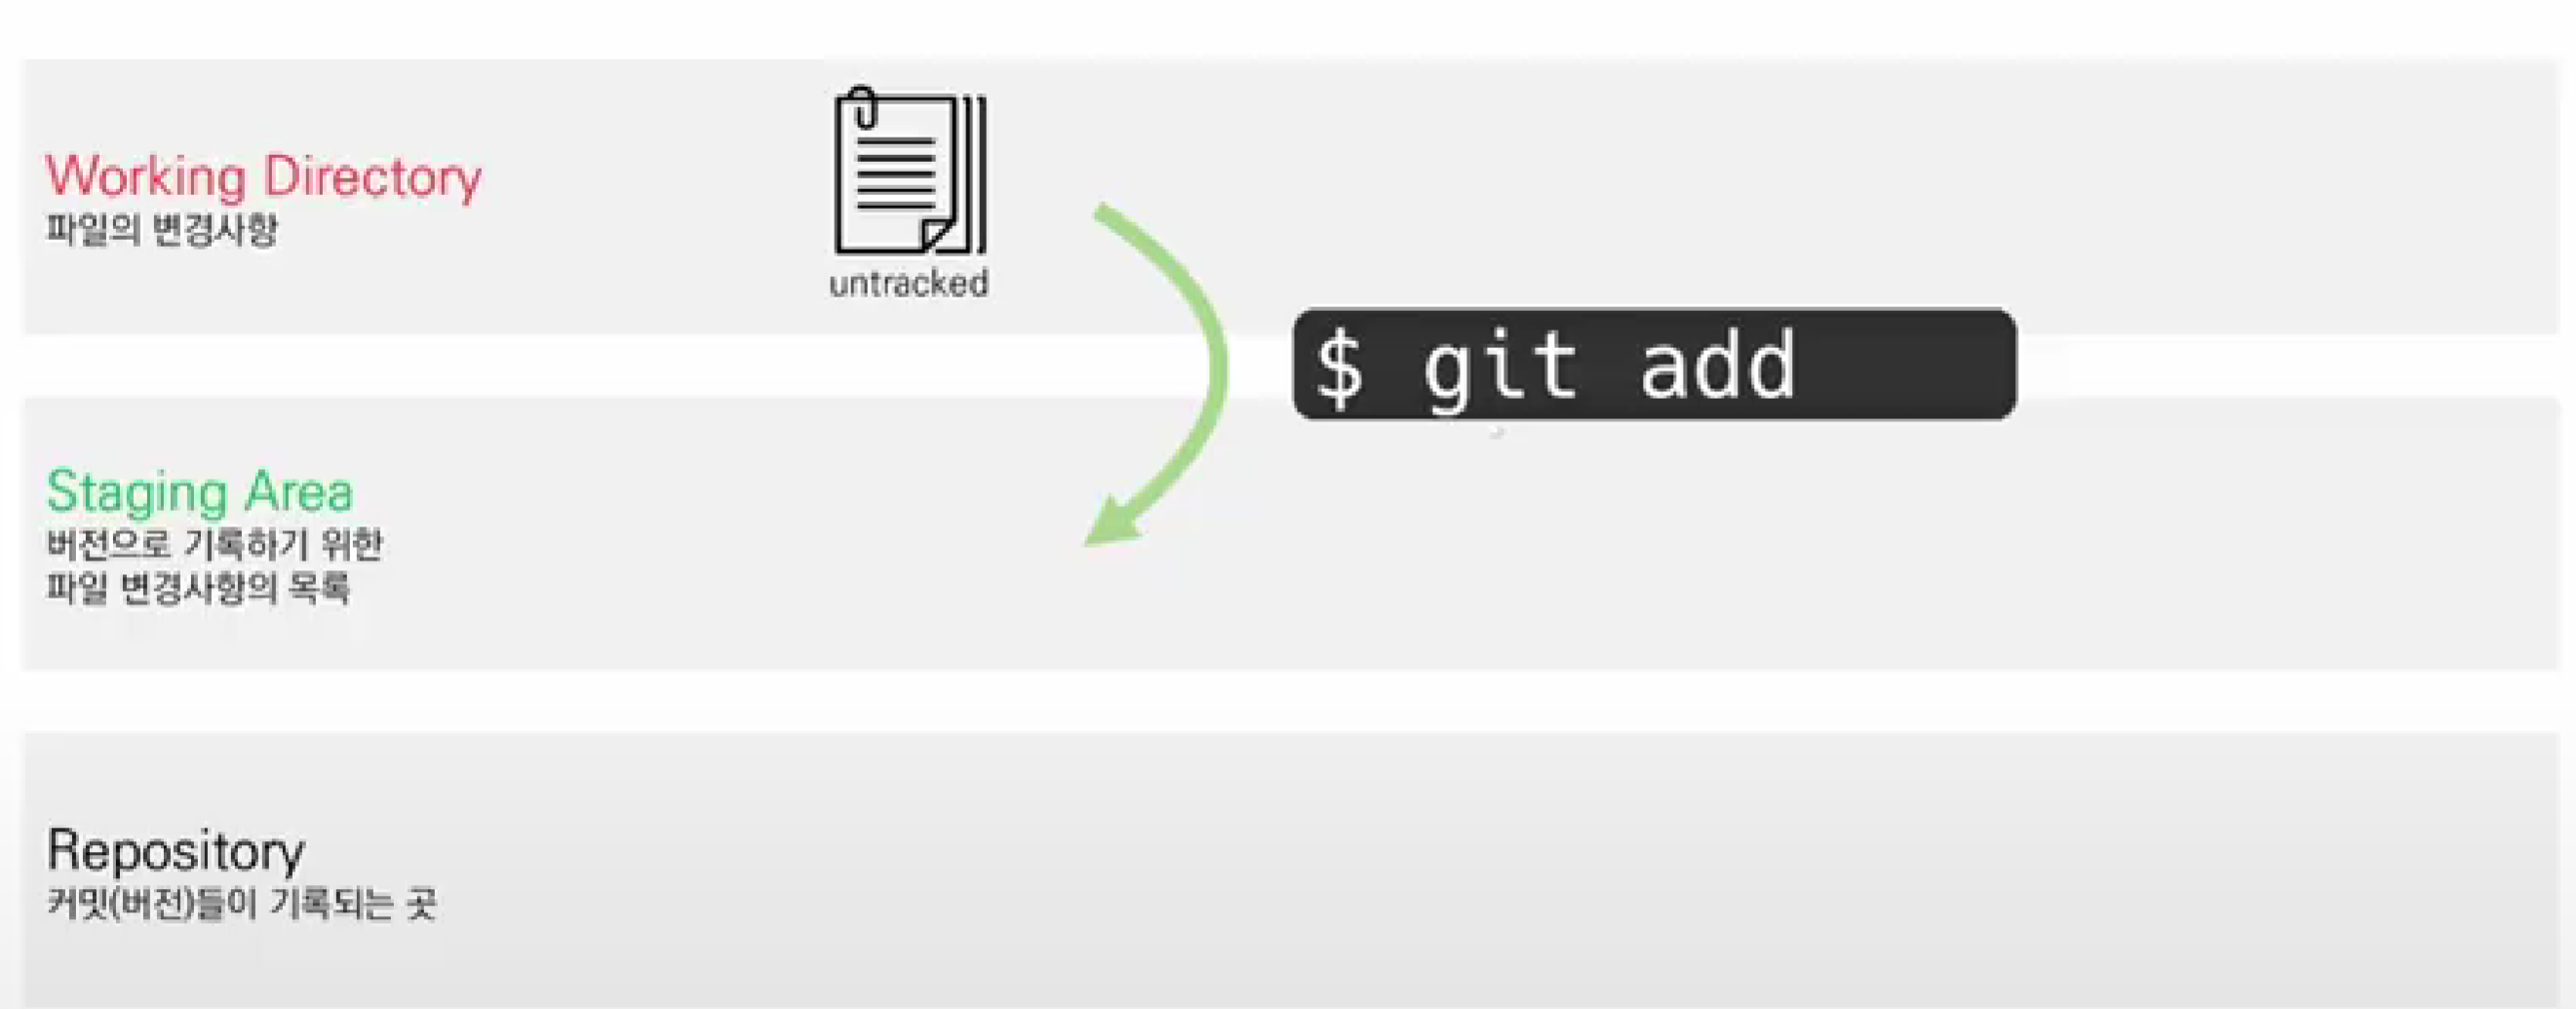 Working Directory
파일의 변경사항
untracked
$ git add
Staging Area
버전으로 기록하기 위한
파일 변경사항의 목록
Repository
커밋(버전)들이 기록되는 곳